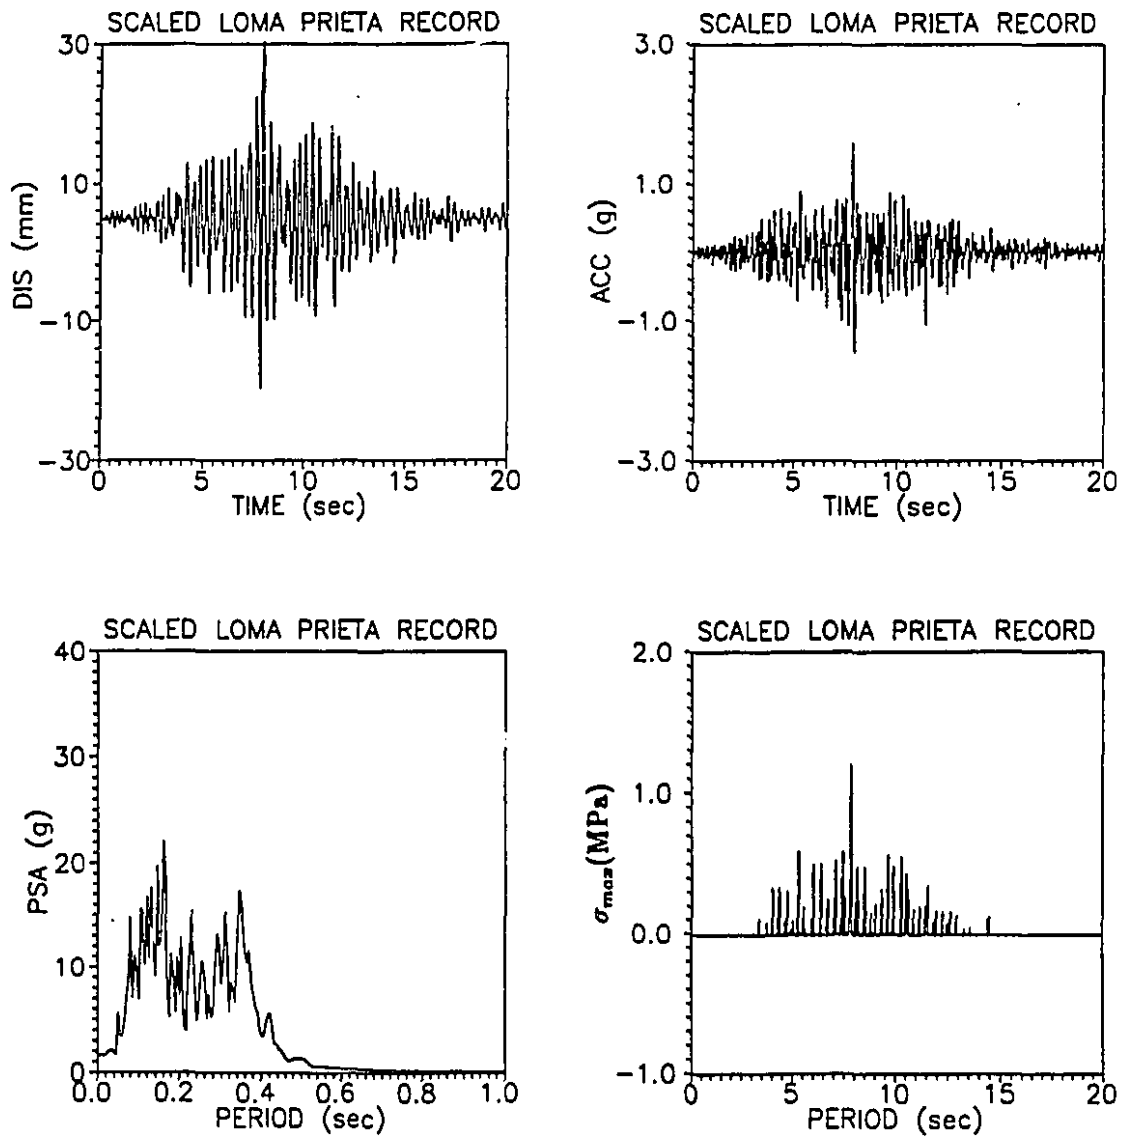 SCALED LOMA PRIETA RECORD
30
10
−10
−30
DIS (mm)
0 5 10 15 20
TIME (sec)
SCALED LOMA PRIETA RECORD
3.0
1.0
−1.0
−3.0
ACC (g)
0 5 10 15 20
TIME (sec)
SCALED LOMA PRIETA RECORD
40
30
20
10
0
PSA (g)
0.0 0.2 0.4 0.6 0.8 1.0
PERIOD (sec)
SCALED LOMA PRIETA RECORD
2.0
1.0
0.0
−1.0
σmax(MPa)
0 5 10 15 20
PERIOD (sec)